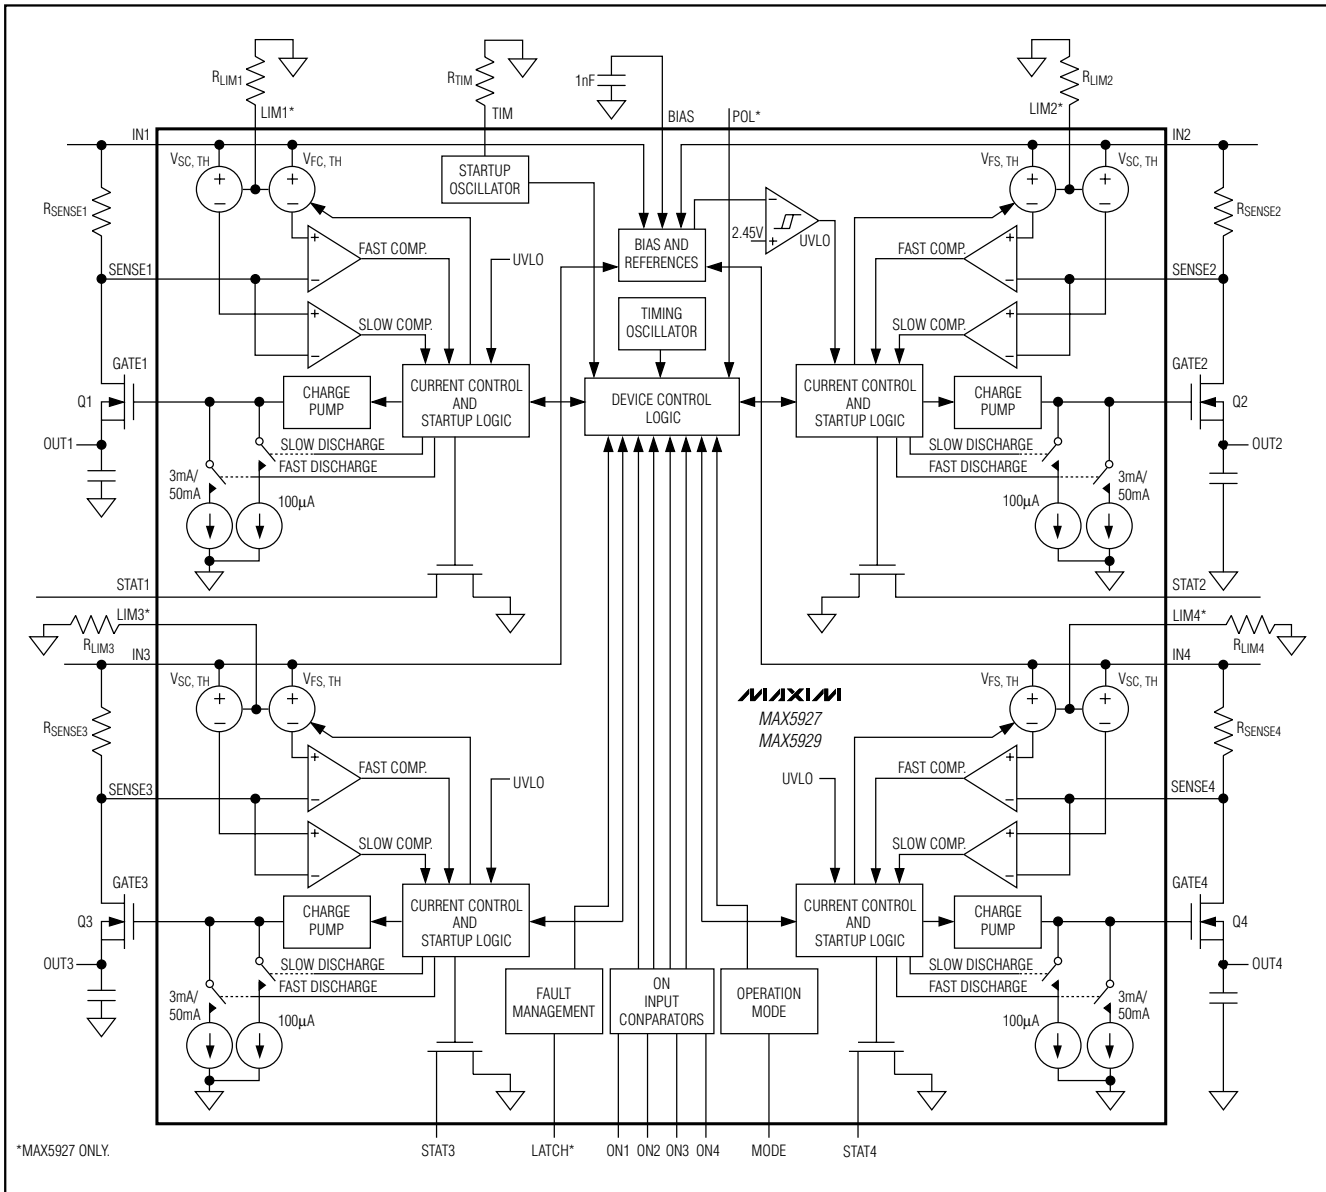 RLIM1
LIM1*
RTIM
TIM
1nF
BIAS
POL*
LIM2*
RLIM2
IN1
IN2
VSC, TH
VFC, TH
STARTUP
OSCILLATOR
VFS, TH
VSC, TH
RSENSE1
RSENSE2
2.45V
UVLO
BIAS AND
REFERENCES
FAST COMP.
UVLO
FAST COMP.
SENSE1
SENSE2
TIMING
OSCILLATOR
SLOW COMP.
SLOW COMP.
GATE1
GATE2
Q1
CHARGE
PUMP
CURRENT CONTROL
AND
STARTUP LOGIC
DEVICE CONTROL
LOGIC
CURRENT CONTROL
AND
STARTUP LOGIC
CHARGE
PUMP
Q2
OUT1
OUT2
SLOW DISCHARGE
FAST DISCHARGE
SLOW DISCHARGE
FAST DISCHARGE
3mA/
50mA
100µA
100µA
3mA/
50mA
STAT1
STAT2
LIM3*
RLIM3
LIM4*
RLIM4
IN3
IN4
VSC, TH
VFS, TH
VFS, TH
VSC, TH
MAXIM
MAX5927
MAX5929
RSENSE3
RSENSE4
FAST COMP.
UVLO
UVLO
FAST COMP.
SENSE3
SENSE4
SLOW COMP.
SLOW COMP.
GATE3
GATE4
Q3
CHARGE
PUMP
CURRENT CONTROL
AND
STARTUP LOGIC
CURRENT CONTROL
AND
STARTUP LOGIC
CHARGE
PUMP
Q4
OUT3
OUT4
SLOW DISCHARGE
FAST DISCHARGE
SLOW DISCHARGE
FAST DISCHARGE
3mA/
50mA
100µA
FAULT
MANAGEMENT
ON
INPUT
CONPARATORS
OPERATION
MODE
100µA
3mA/
50mA
*MAX5927 ONLY.
STAT3
LATCH*
ON1
ON2
ON3
ON4
MODE
STAT4